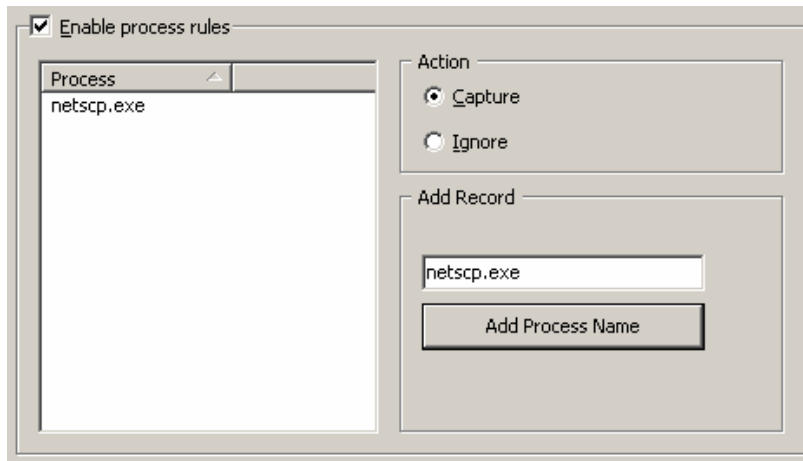 Enable process rules
Process
netscp.exe
Action
Capture
Ignore
Add Record
netscp.exe
Add Process Name